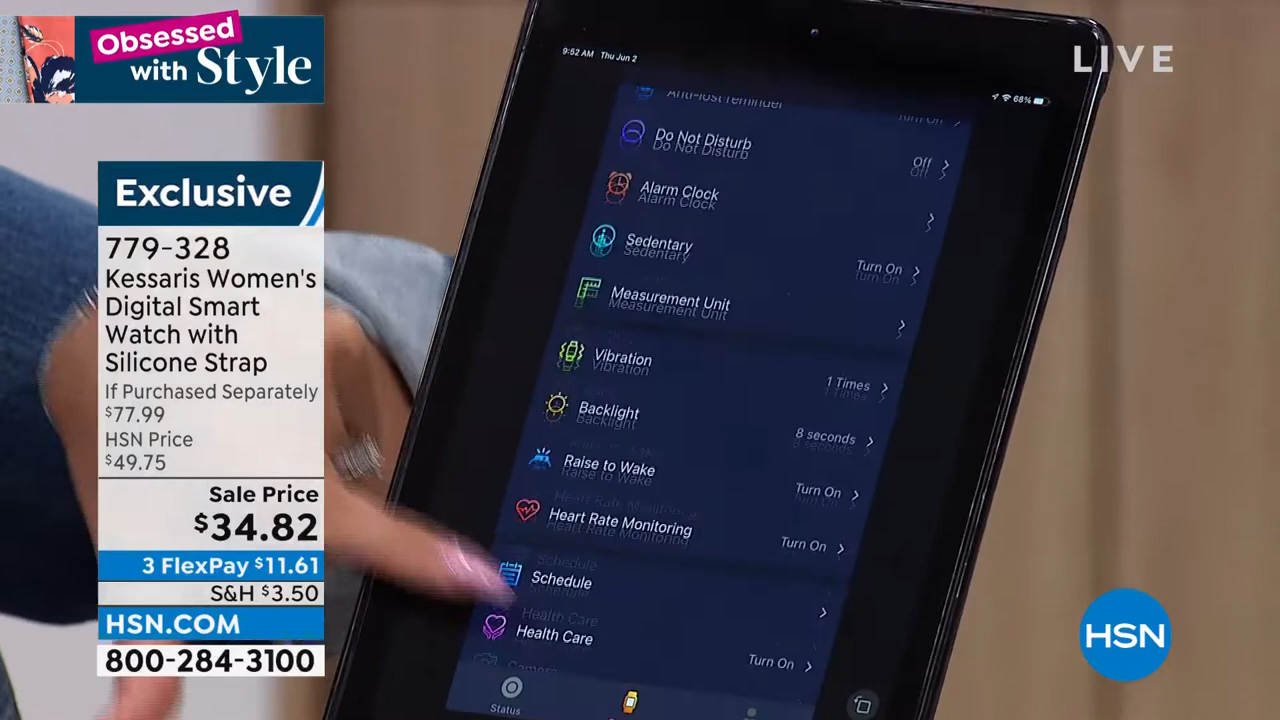 Obsessed
with Style
LIVE
Exclusive
779-328
Kessaris Women's
Digital Smart
Watch with
Silicone Strap
If Purchased Separately
$77.99
HSN Price
$49.75
Sale Price
$34.82
3 FlexPay $11.61
S&H $3.50
HSN.COM
800-284-3100
9:52 AM Thu Jun 2
68%
Anti-lost reminder Turn On
Do Not Disturb Off
Alarm Clock
Sedentary Turn On
Measurement Unit
Vibration 1 Times
Backlight 8 seconds
Raise to Wake Turn On
Heart Rate Monitoring Turn On
Schedule
Health Care Turn On
Camera
Status
HSN